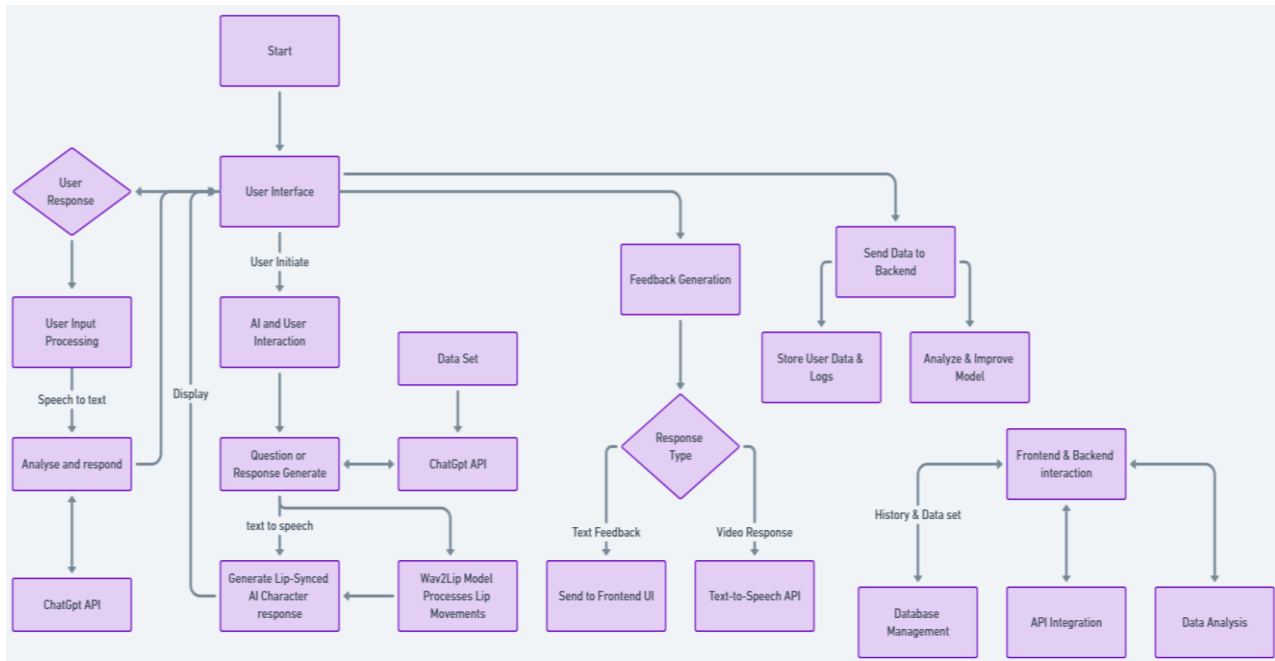 Start
User
Response
User Interface
Send Data to
Backend
User Initiate
Feedback Generation
User Input
Processing
AI and User
Interaction
Data Set
Store User Data &
Logs
Analyze & Improve
Model
Speech to text
Display
Response
Type
Analyse and respond
Question or
Response Generate
ChatGpt API
Frontend & Backend
interaction
History & Data set
text to speech
Text Feedback
Video Response
ChatGpt API
Generate Lip-Synced
AI Character
response
Wav2Lip Model
Processes Lip
Movements
Send to Frontend UI
Text-to-Speech API
Database
Management
API Integration
Data Analysis